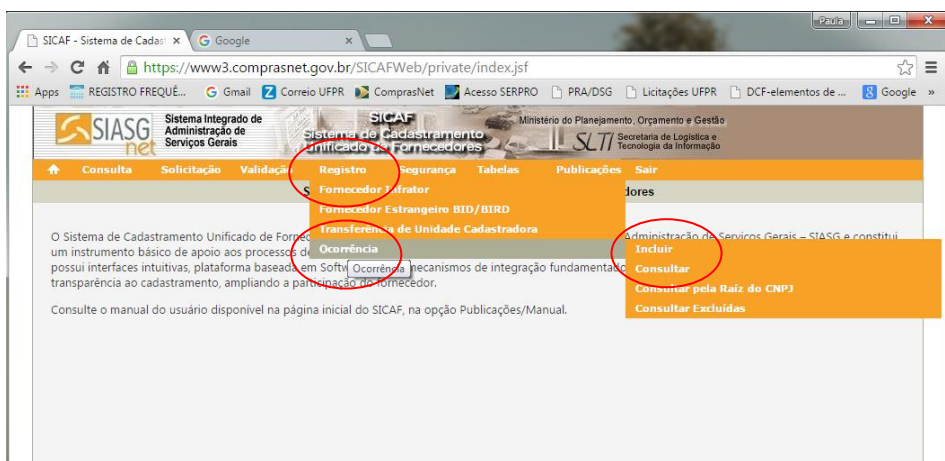 Paula
SICAF - Sistema de Cadast
Google
https://www3.comprasnet.gov.br/SICAFWeb/private/index.jsf
Apps REGISTRO FREQUÊ... Gmail Correio UFPR ComprasNet Acesso SERPRO PRA/DSG Licitações UFPR DCF-elementos de ... Google »
SIASG net
Sistema Integrado de
Administração de
Serviços Gerais
SICAF
Sistema de Cadastramento
Unificado de Fornecedores
Ministério do Planejamento, Orçamento e Gestão
SLTI Secretaria de Logística e
Tecnologia da Informação
Consulta Solicitação Validação Registro Segurança Tabelas Publicações Sair
S
dores
Fornecedor Infrator
Fornecedor Estrangeiro BID/BIRD
Transferência de Unidade Cadastradora
Ocorrência
Ocorrência
Incluir
Consultar
Consultar pela Raíz do CNPJ
Consultar Excluídas
O Sistema de Cadastramento Unificado de Forne Administração de Serviços Gerais – SIASG e constitui
um instrumento básico de apoio aos processos d
possui interfaces intuitivas, plataforma baseada em Softw mecanismos de integração fundamentado
transparência ao cadastramento, ampliando a participação do fornecedor.
Consulte o manual do usuário disponível na página inicial do SICAF, na opção Publicações/Manual.